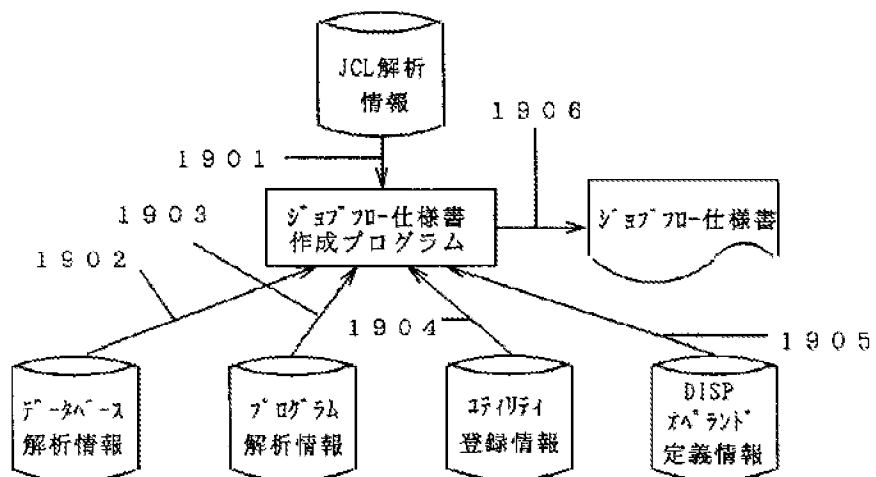 JCL解析
情報
1906
1901
ジョブフロー仕様書
作成プログラム
ジョブフロー仕様書
1903
1902
1904
1905
データベース
解析情報
プログラム
解析情報
ユティリティ
登録情報
DISP
オペランド
定義情報